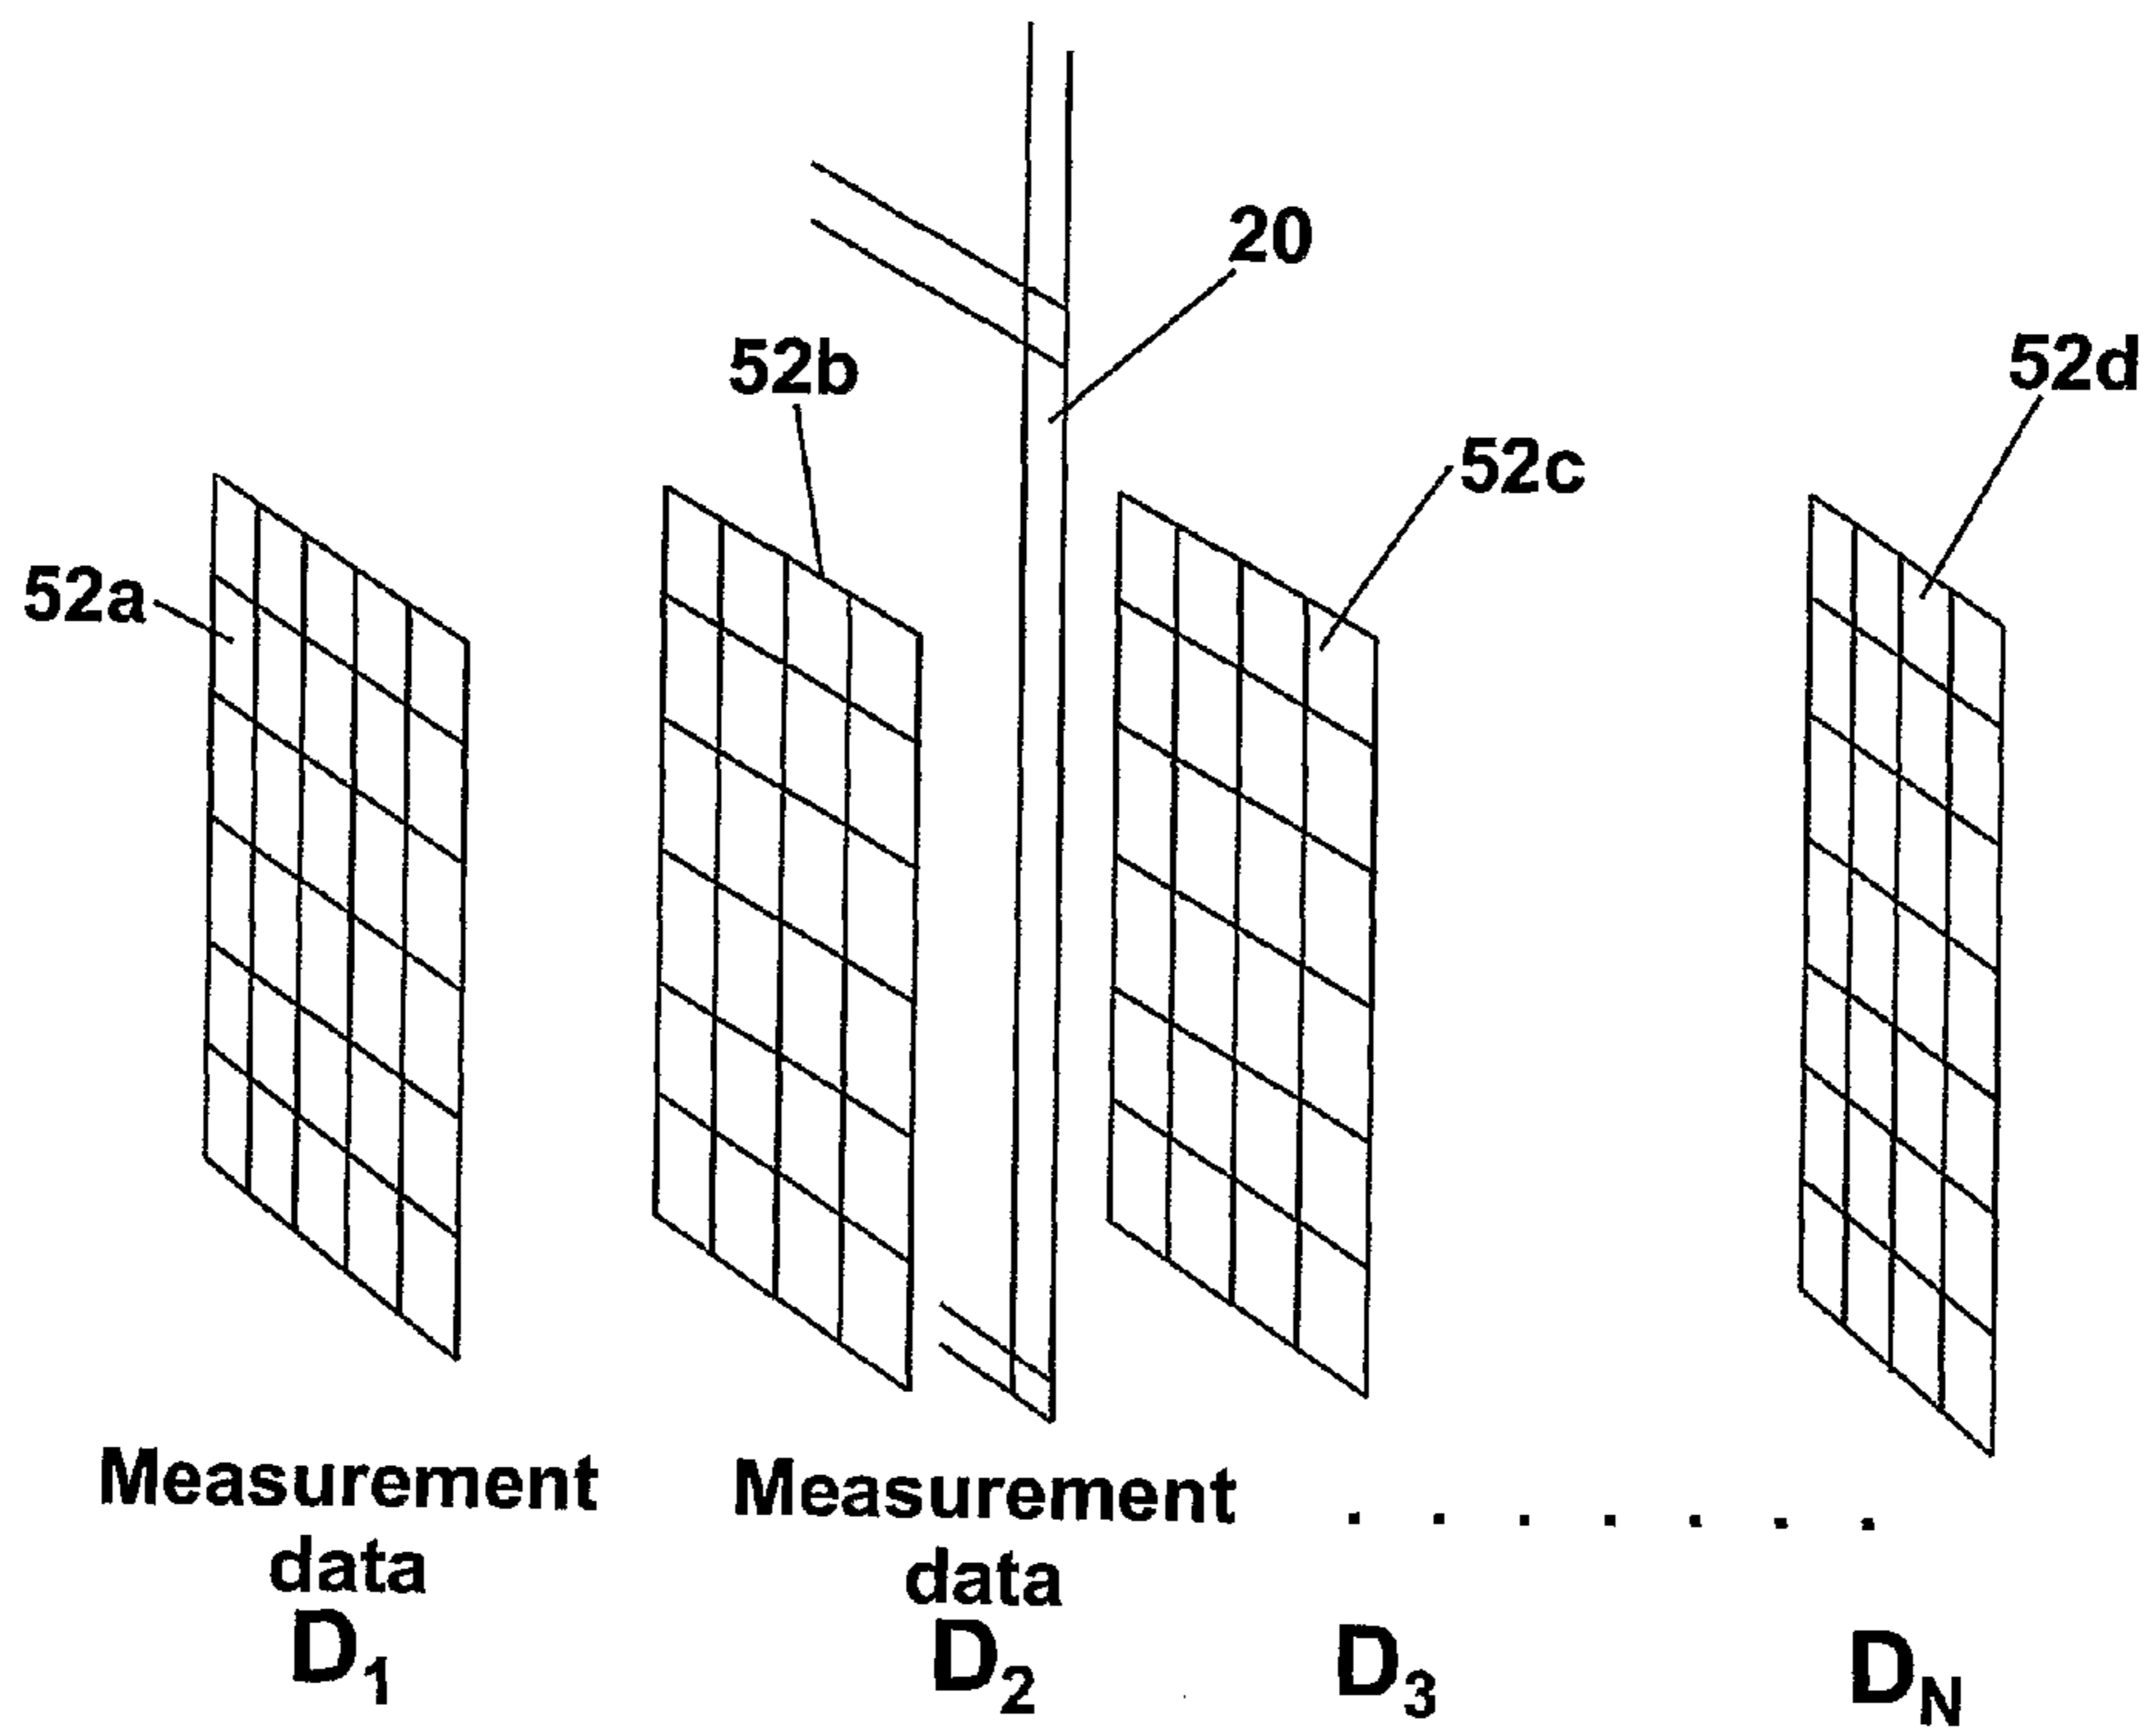 20
52b
52d
52c
52a
Measurement
data
D1
Measurement
data
D2
. . . . . . .
D3
DN